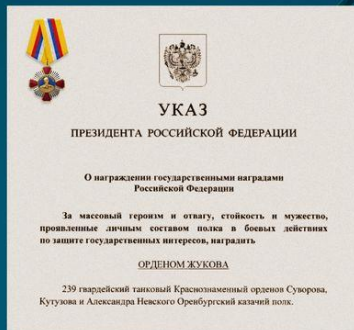 УКАЗ
ПРЕЗИДЕНТА РОССИЙСКОЙ ФЕДЕРАЦИИ
О награждении государственными наградами
Российской Федерации
За массовый героизм и отвагу, стойкость и мужество,
проявленные личным составом полка в боевых действиях
по защите государственных интересов, наградить
ОРДЕНОМ ЖУКОВА
239 гвардейский танковый Краснознаменный орденов Суворова,
Кутузова и Александра Невского Оренбургский казачий полк.